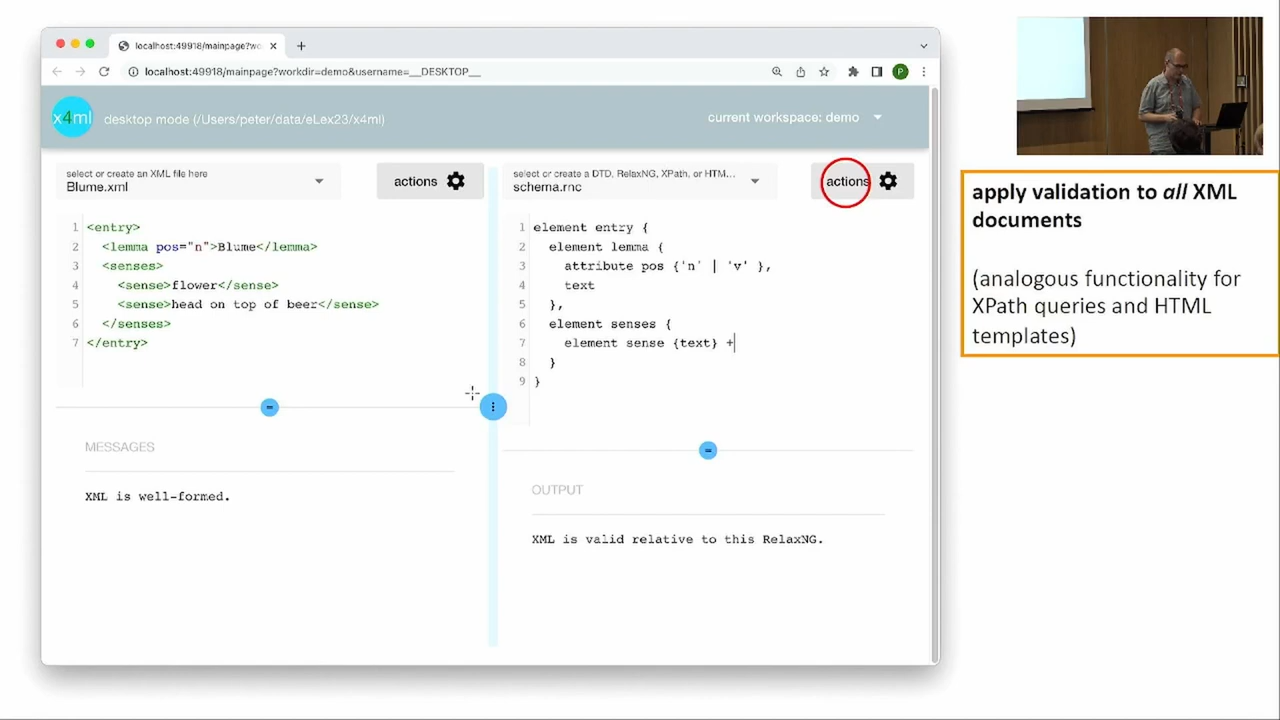 localhost:49918/mainpage?wo
localhost:49918/mainpage?workdir=demo&username=__DESKTOP__
P
x4ml
desktop mode (/Users/peter/data/eLex23/x4ml)
current workspace: demo
select or create an XML file here
Blume.xml
actions
select or create a DTD, RelaxNG, XPath, or HTM...
schema.rnc
actions
1 <entry>
2 <lemma pos="n">Blume</lemma>
3 <senses>
4 <sense>flower</sense>
5 <sense>head on top of beer</sense>
6 </senses>
7 </entry>
1 element entry {
2 element lemma {
3 attribute pos {'n' | 'v' },
4 text
5 },
6 element senses {
7 element sense {text} +
8 }
9 }
MESSAGES
XML is well-formed.
OUTPUT
XML is valid relative to this RelaxNG.
apply validation to all XML
documents
(analogous functionality for
XPath queries and HTML
templates)